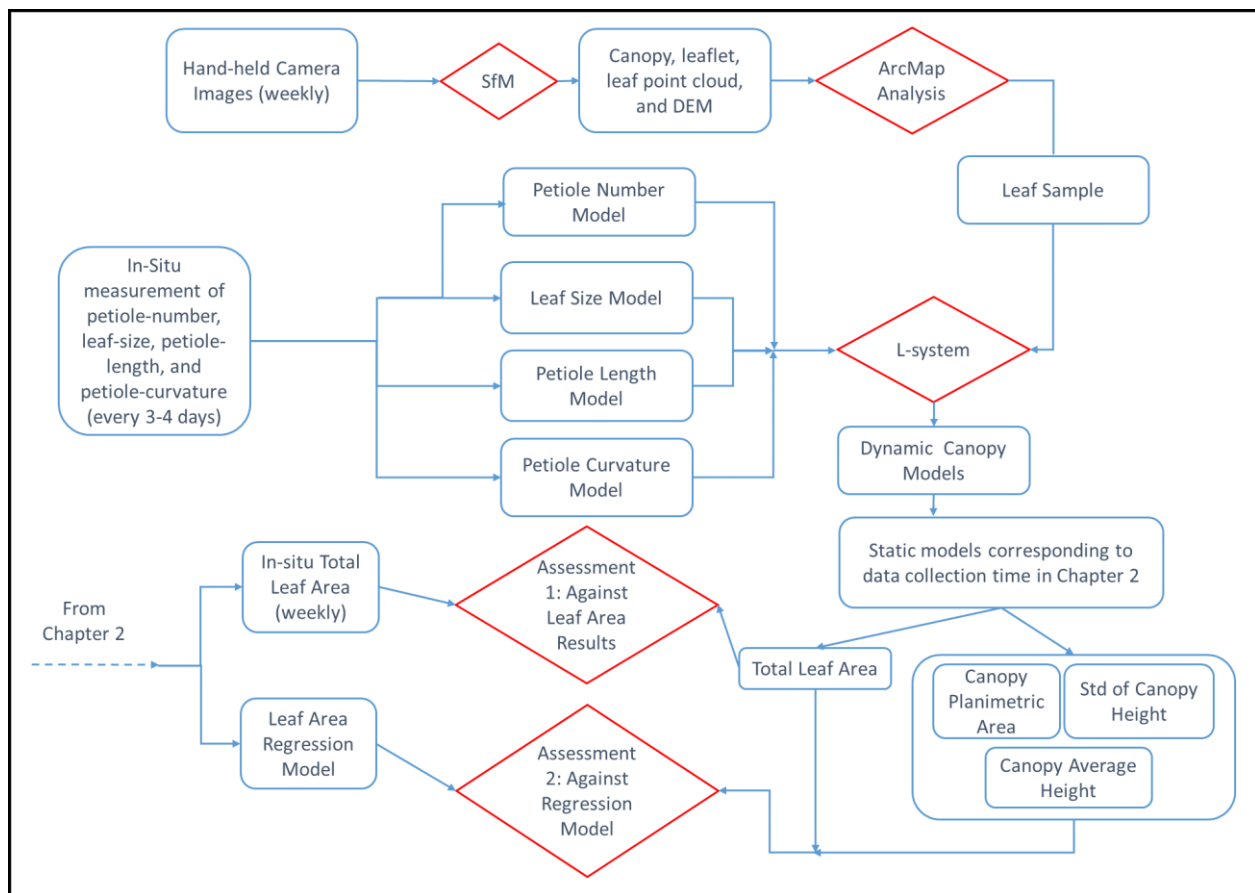 Hand-held Camera
Images (weekly)
SfM
Canopy, leaflet,
leaf point cloud,
and DEM
ArcMap
Analysis
Leaf Sample
Petiole Number
Model
In-Situ
measurement of
petiole-number,
leaf-size, petiole-
length, and
petiole-curvature
(every 3-4 days)
Leaf Size Model
Petiole Length
Model
Petiole Curvature
Model
L-system
Dynamic Canopy
Models
Static models corresponding to
data collection time in Chapter 2
From
Chapter 2
In-situ Total
Leaf Area
(weekly)
Assessment
1: Against
Leaf Area
Results
Total Leaf Area
Canopy
Planimetric
Area
Std of Canopy
Height
Canopy Average
Height
Leaf Area
Regression
Model
Assessment
2: Against
Regression
Model